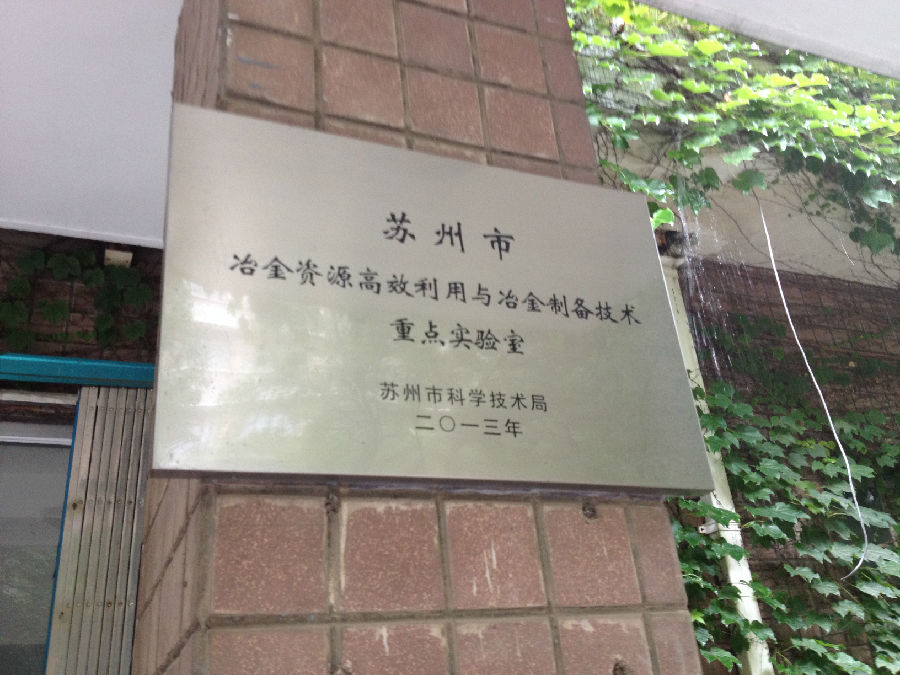 苏州市
冶金资源高效利用与冶金制备技术
重点实验室
苏州市科学技术局
二〇一三年